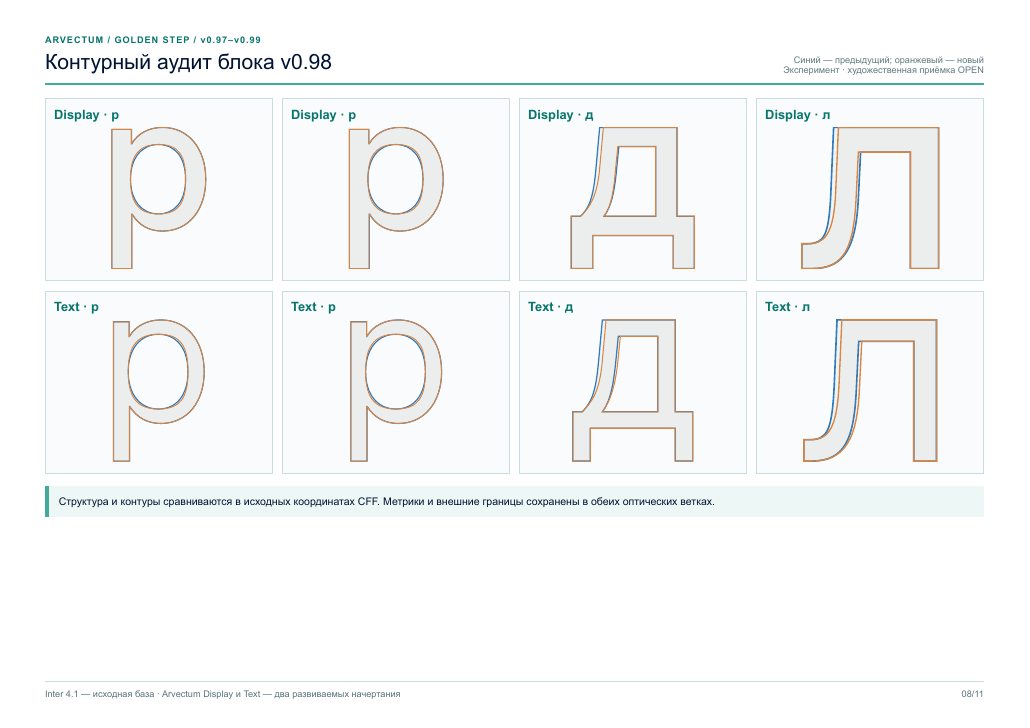 ARVECTUM / GOLDEN STEP / v0.97–v0.99
Контурный аудит блока v0.98
Синий — предыдущий; оранжевый — новый
Эксперимент · художественная приёмка OPEN
Display · p
Display · р
Display · д
Display · л
p
р
д
л
Text · p
Text · р
Text · д
Text · л
p
р
д
л
Структура и контуры сравниваются в исходных координатах CFF. Метрики и внешние границы сохранены в обеих оптических ветках.
Inter 4.1 — исходная база · Arvectum Display и Text — два развиваемых начертания
08/11